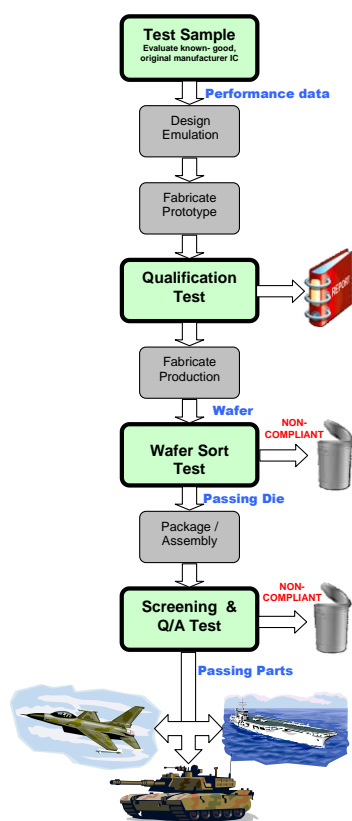 Test Sample
Evaluate known- good,
original manufacturer IC
Performance data
Design
Emulation
Fabricate
Prototype
Qualification
Test
REPORT
Fabricate
Production
Wafer
NON-
COMPLIANT
Wafer Sort
Test
Passing Die
Package /
Assembly
NON-
COMPLIANT
Screening &
Q/A Test
Passing Parts